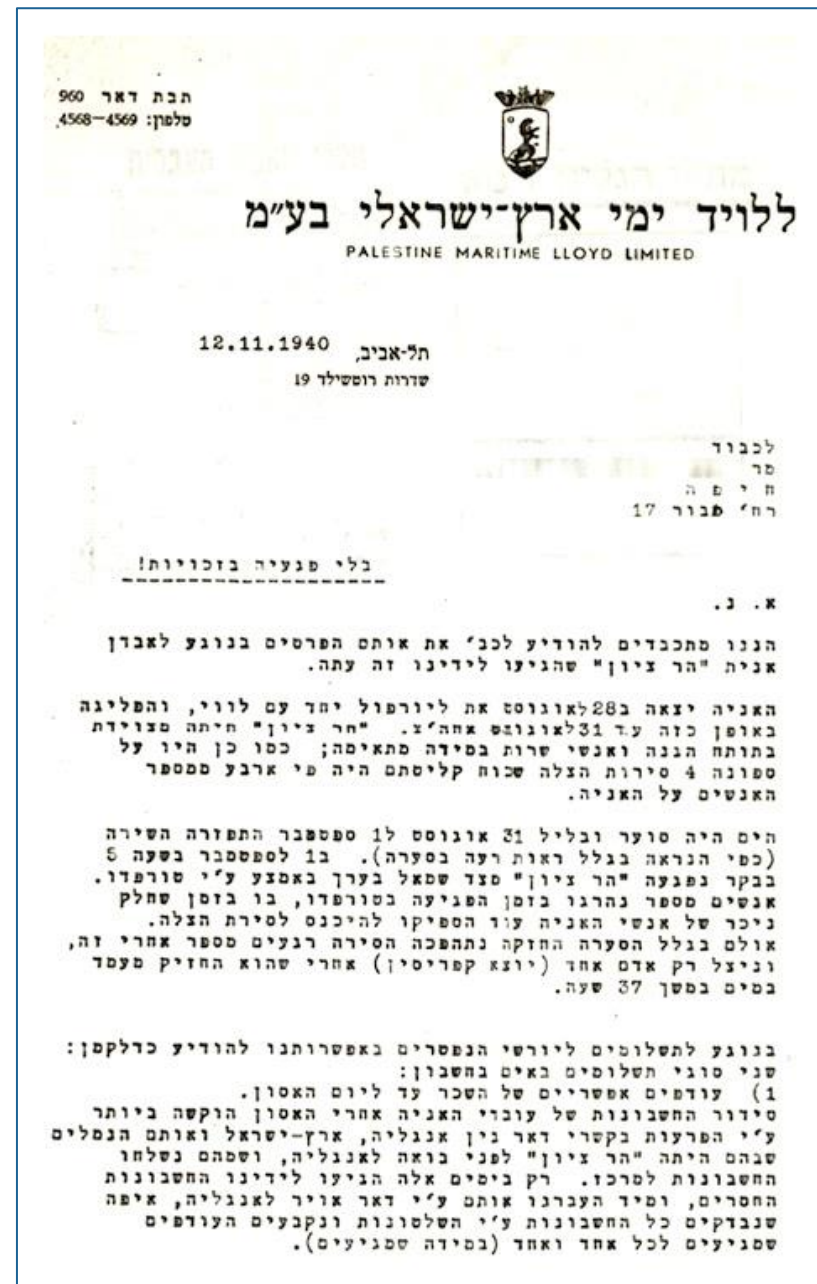 תבת דאר 960
טלפון: 4568—4569
ללויד ימי ארץ־ישראלי בע״מ
PALESTINE MARITIME LLOYD LIMITED
תל-אביב, 12.11.1940
שדרות רוטשילד 19
לכבוד
מר
ח י פ ה
רח׳ תבור 17
בלי פגעיה בזכויות!
א. נ.
הננו מתכבדים להודיע לכב׳ את אותם הפרטים בנוגע לאבדן
אנית "הר ציון" שהגיעו לידינו זה עתה.
האניה יצאה ב28לאוגוסט את ליורפול יחד עם לווי, והפליגה
באופן כזה עד 31לאוגוסט אחה׳צ. "הר ציון" היתה מצוידת
בתותח הגנה ואנשי שרות במידה מתאימה; כמו כן היו על
ספונה 4 סירות הצלה שכוח קליטתם היה פי ארבע ממספר
האנשים על האניה.
הים היה סוער ובליל 31 אוגוסט ל1 ספטמבר התפזרה השירה
(כפי הנראה בגלל ראות רעה בסערה). ב1 לספטמבר בשעה 5
בבקר נפגעה "הר ציון" מצד שמאל בערך באמצע ע״י טורפדו.
אנשים מספר נהרגו בזמן הפגיעה בטורפדו, בו בזמן שחלק
ניכר של אנשי האניה עוד הספיקו להיכנס לסירת הצלה.
אולם בגלל הסערה החזקה נתהפכה הסירה רגעים מספר אחרי זה,
וניצל רק אדם אחד (יוצא קפריסין) אחרי שהוא החזיק מעמד
במים במשך 37 שעה.
בנוגע לתשלומים ליורשי הנפטרים באפשרותנו להודיע כדלקמן:
שני סוגי תשלומים באים בחשבון:
1) עודפים אפשריים של השכר עד ליום האסון.
סידור החשבונות של עובדי האניה אחרי האסון הוקשה ביותר
ע״י הפרעות בקשרי דאר בין אנגליה, ארץ-ישראל ואותם הנמלים
שבהם היתה "הר ציון" לפני בואה לאנגליה, ושמהם נשלחו
החשבונות למרכז. רק בימים אלה הגיעו לידינו החשבונות
החסרים, ומיד העברנו אותם ע״י דאר אויר לאנגליה, איפה
שנבדקים כל החשבונות ע״י השלטונות ונקבעים העודפים
שמגיעים לכל אחד ואחד (במידה שמגיעים).